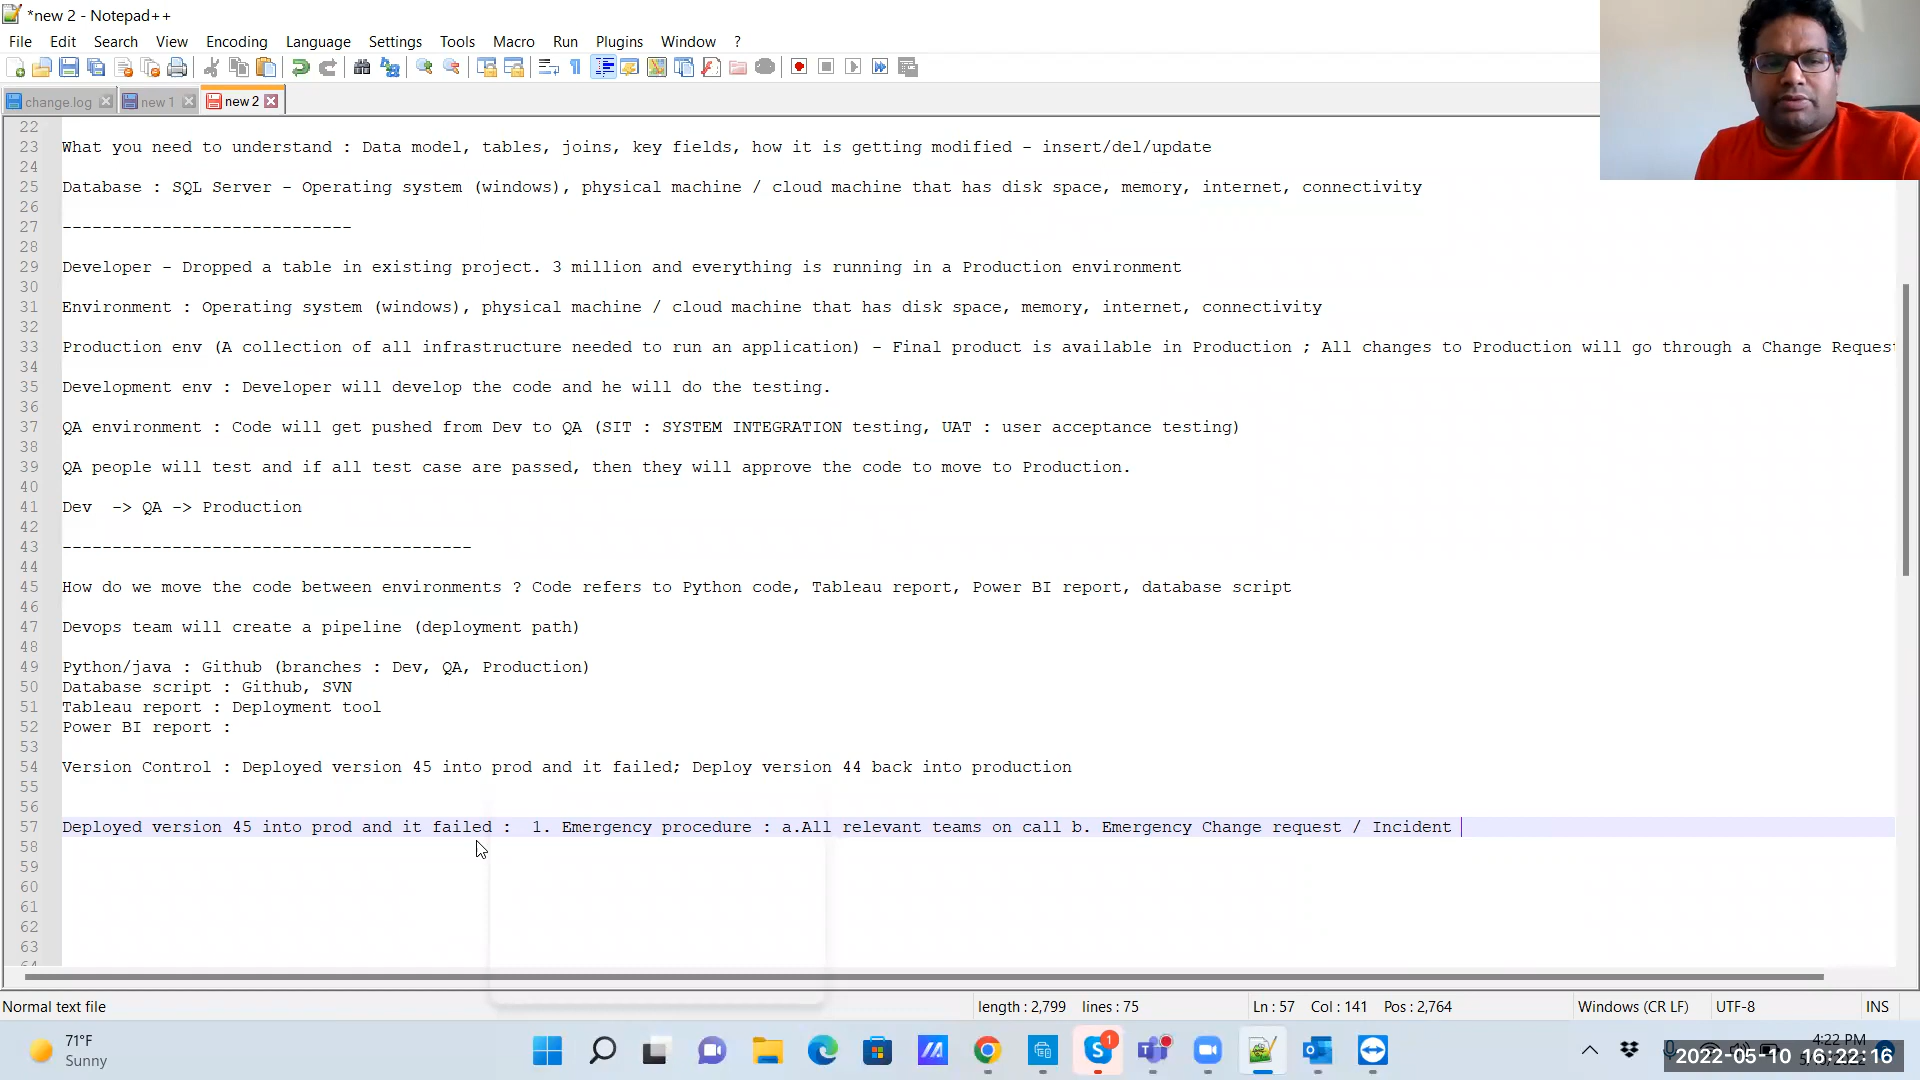 *new 2 - Notepad++
File Edit Search View Encoding Language Settings Tools Macro Run Plugins Window ?
change.log new 1 new 2
22
23 What you need to understand : Data model, tables, joins, key fields, how it is getting modified - insert/del/update
24
25 Database : SQL Server - Operating system (windows), physical machine / cloud machine that has disk space, memory, internet, connectivity
26
27 -----------------------------
28
29 Developer - Dropped a table in existing project. 3 million and everything is running in a Production environment
30
31 Environment : Operating system (windows), physical machine / cloud machine that has disk space, memory, internet, connectivity
32
33 Production env (A collection of all infrastructure needed to run an application) - Final product is available in Production ; All changes to Production will go through a Change Reques
34
35 Development env : Developer will develop the code and he will do the testing.
36
37 QA environment : Code will get pushed from Dev to QA (SIT : SYSTEM INTEGRATION testing, UAT : user acceptance testing)
38
39 QA people will test and if all test case are passed, then they will approve the code to move to Production.
40
41 Dev  -> QA -> Production
42
43 -----------------------------------------
44
45 How do we move the code between environments ? Code refers to Python code, Tableau report, Power BI report, database script
46
47 Devops team will create a pipeline (deployment path)
48
49 Python/java : Github (branches : Dev, QA, Production)
50 Database script : Github, SVN
51 Tableau report : Deployment tool
52 Power BI report :
53
54 Version Control : Deployed version 45 into prod and it failed; Deploy version 44 back into production
55
56
57 Deployed version 45 into prod and it failed :  1. Emergency procedure : a.All relevant teams on call b. Emergency Change request / Incident
58
59
60
61
62
63
Normal text file length : 2,799 lines : 75 Ln : 57 Col : 141 Pos : 2,764 Windows (CR LF) UTF-8 INS
71°F
Sunny
1
4:22 PM
2022-05-10 16:22:16